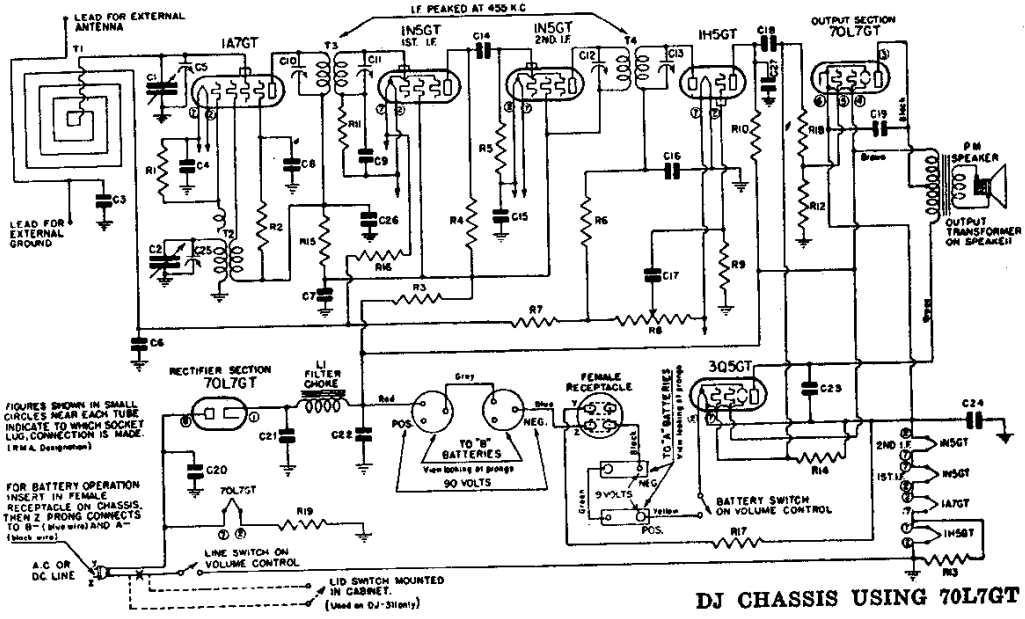 LEAD FOR EXTERNAL
ANTENNA
T1
I.F PEAKED AT 455 K.C
1A7GT
T3
1N5GT
1ST. I.F.
C14
1N5GT
2ND. I.F.
T4
1H5GT
C18
OUTPUT SECTION
70L7GT
C1
C5
C10
C11
C12
C13
C27
C19
Black
R1
C4
C8
R11
C9
R5
C16
R10
R18
Brown
PM
SPEAKER
OUTPUT
TRANSFORMER
ON SPEAKER
C3
LEAD FOR
EXTERNAL
GROUND
T2
C2
C25
R2
R15
C26
R16
C7
R4
C15
R6
R12
C17
R9
R3
R7
R8
Green
C6
RECTIFIER SECTION
70L7GT
L1
FILTER
CHOKE
Red
Gray
POS.
NEG.
Blue
TO "B"
BATTERIES
View looking at prongs
90 VOLTS
FEMALE
RECEPTACLE
Y
Z
Black
TO "A" BATTERIES
View looking at prongs
3Q5GT
C23
C24
FIGURES SHOWN IN SMALL
CIRCLES NEAR EACH TUBE
INDICATE TO WHICH SOCKET
LUG, CONNECTION IS MADE.
(R.M.A. Designation)
C21
C22
C20
FOR BATTERY OPERATION
INSERT IN FEMALE
RECEPTACLE ON CHASSIS,
THEN Z PRONG CONNECTS
TO B- (blue wire) AND A-
(black wire)
70L7GT
R19
Green
9 VOLTS
NEG.
Yellow
POS.
R14
BATTERY SWITCH
ON VOLUME CONTROL
R17
2ND I.F.
1N5GT
1ST. I.F.
1N5GT
1A7GT
1H5GT
R13
A.C. OR
DC LINE
Y
Z
LINE SWITCH ON
VOLUME CONTROL
LID SWITCH MOUNTED
IN CABINET.
(Used on DJ-311 only)
DJ CHASSIS USING 70L7GT